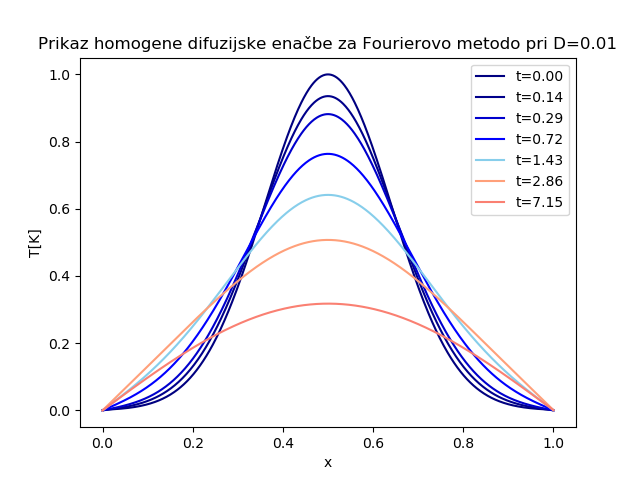 Prikaz homogene difuzijske enačbe za Fourierovo metodo pri D=0.01
1.0
0.8
0.6
0.4
0.2
0.0
T[K]
t=0.00
t=0.14
t=0.29
t=0.72
t=1.43
t=2.86
t=7.15
0.0 0.2 0.4 0.6 0.8 1.0
x